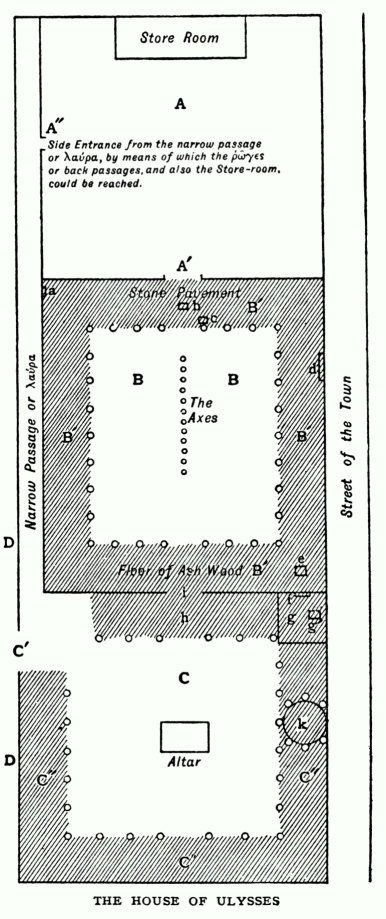 Store Room
A
A″
Side Entrance from the narrow passage
or λαύρα, by means of which the ῥῶγες
or back passages, and also the Store-room,
could be reached.
A′
a
Stone Pavement
b
B′
c
B
B
d
The
Axes
B′
B′
Narrow Passage or λαύρα
Street of the Town
D
e
Floor of Ash Wood B′
i
f
h
g
g
C′
C
k
Altar
D
C″
C″
C″
THE HOUSE OF ULYSSES